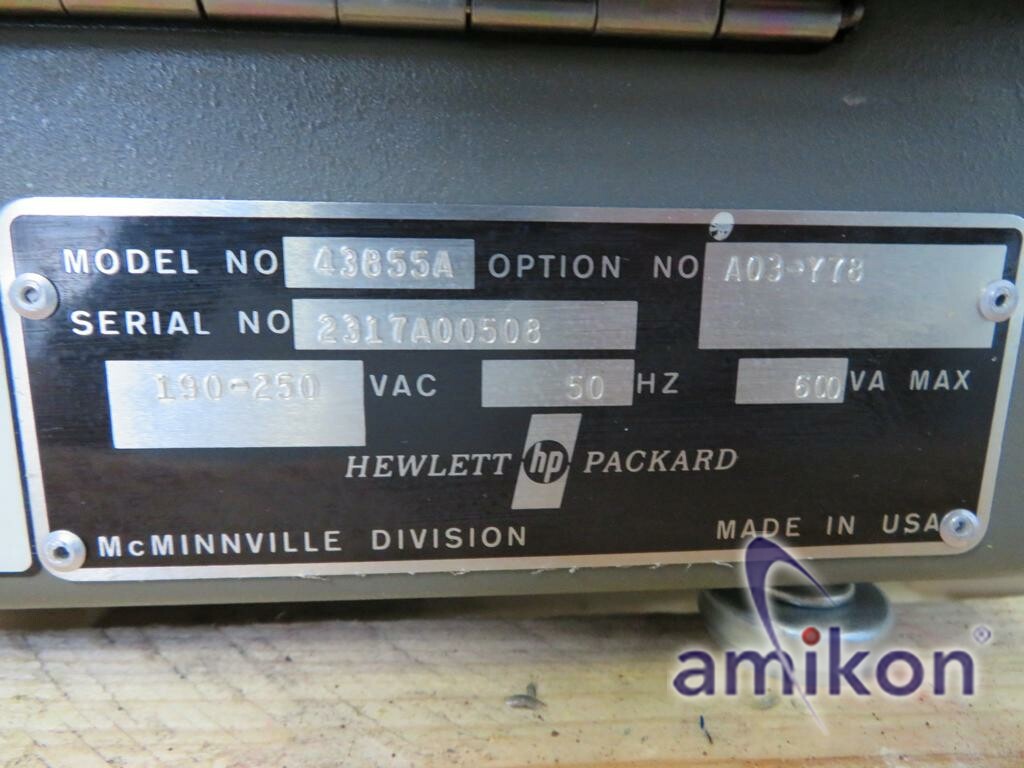 MODEL NO 43855A OPTION NO A03-Y78
SERIAL NO 2317A00508
190-250 VAC 50 HZ 600 VA MAX
HEWLETT hp PACKARD
McMINNVILLE DIVISION MADE IN USA
amikon®